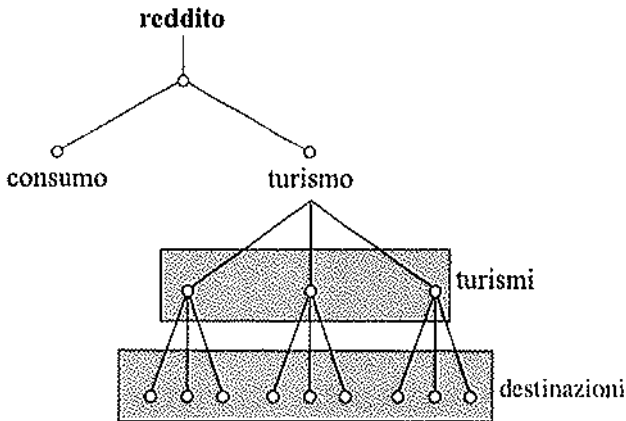 reddito
consumo
turismo
turismi
destinazioni